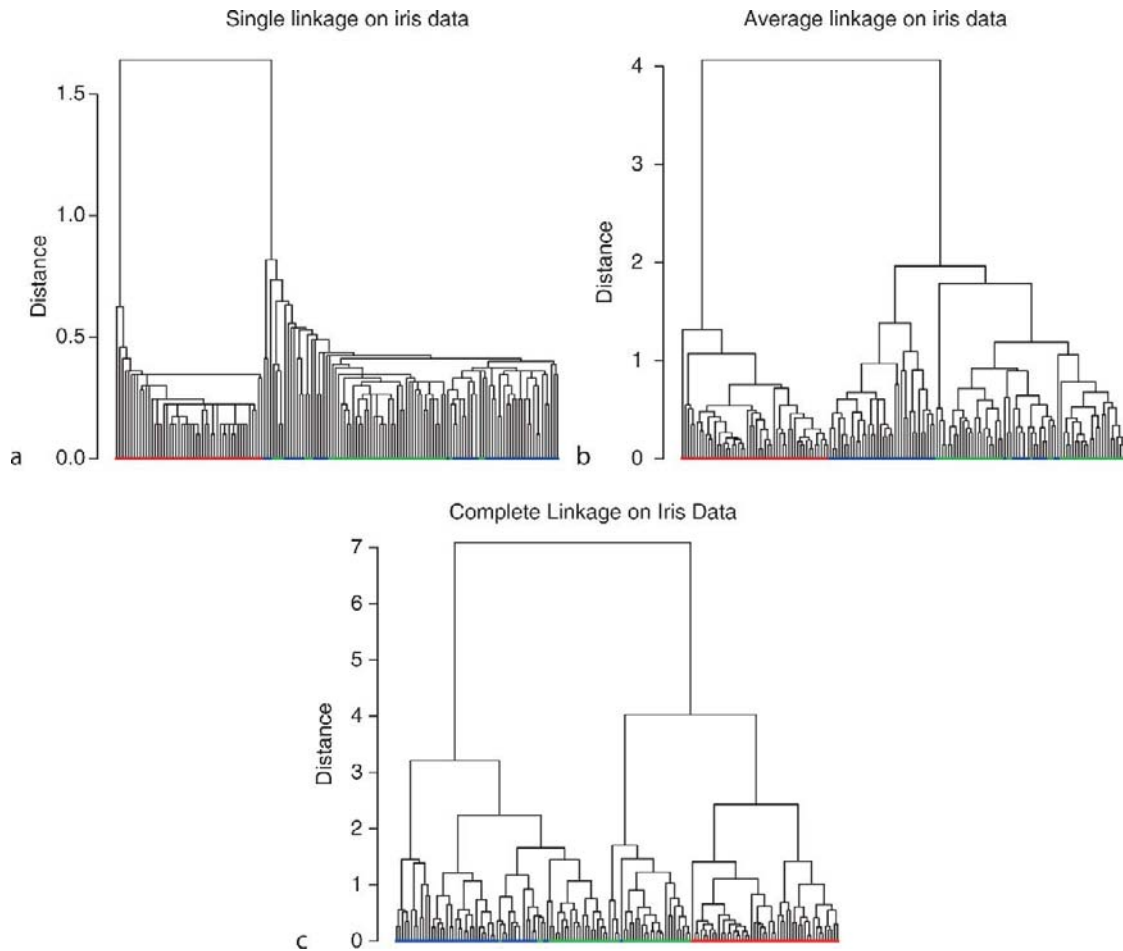 Single linkage on iris data
Average linkage on iris data
1.5
1.0
0.5
0.0
Distance
a
4
3
2
1
0
Distance
b
Complete Linkage on Iris Data
7
6
5
4
3
2
1
0
Distance
c